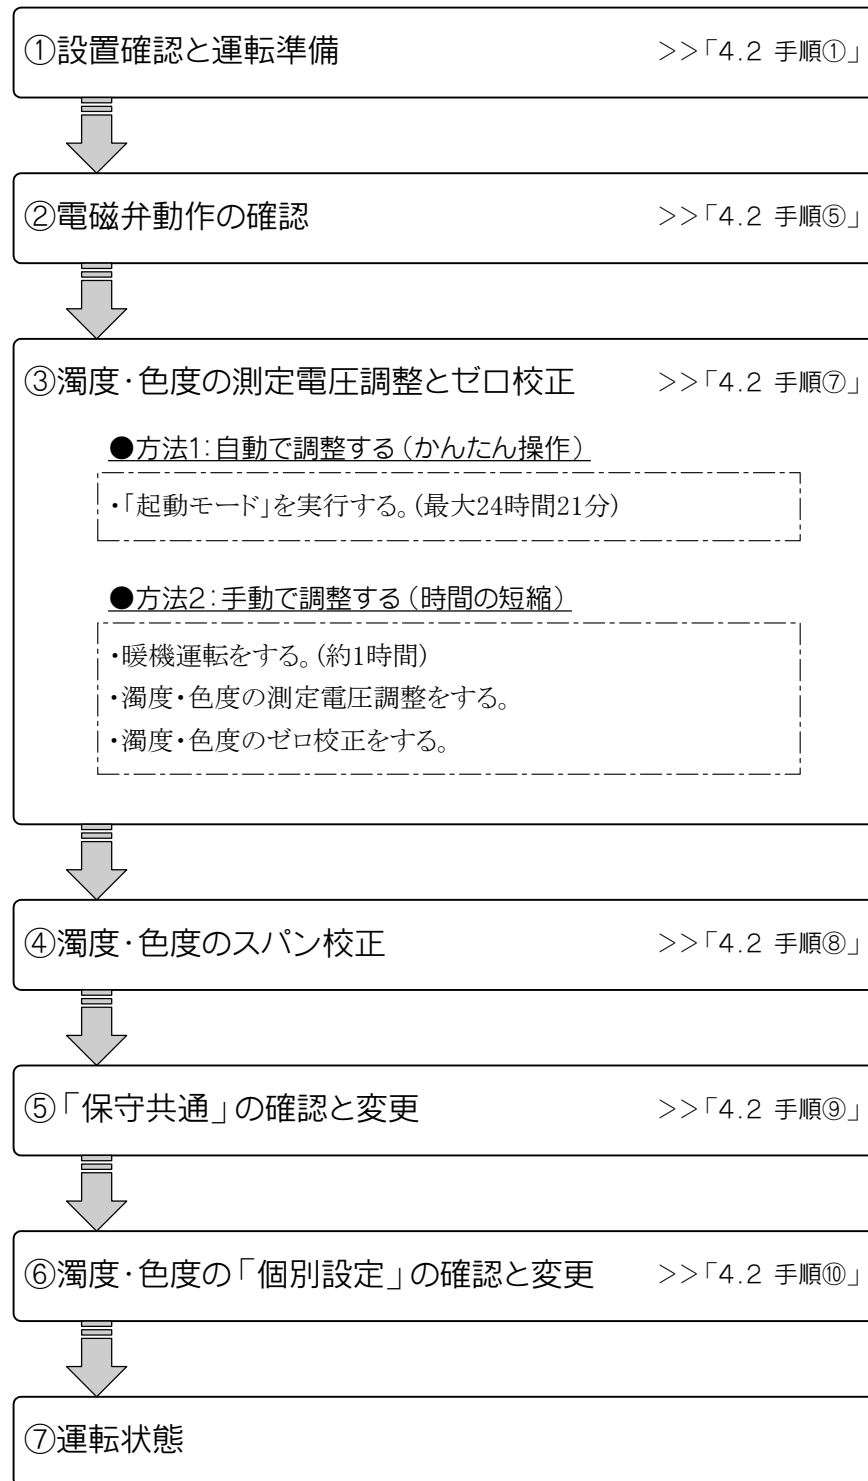 ①設置確認と運転準備 >>「4.2 手順①」
②電磁弁動作の確認 >>「4.2 手順⑤」
③濁度・色度の測定電圧調整とゼロ校正 >>「4.2 手順⑦」
●方法1:自動で調整する(かんたん操作)
・「起動モード」を実行する。(最大24時間21分)
●方法2:手動で調整する(時間の短縮)
・暖機運転をする。(約1時間)
・濁度・色度の測定電圧調整をする。
・濁度・色度のゼロ校正をする。
④濁度・色度のスパン校正 >>「4.2 手順⑧」
⑤「保守共通」の確認と変更 >>「4.2 手順⑨」
⑥濁度・色度の「個別設定」の確認と変更 >>「4.2 手順⑩」
⑦運転状態